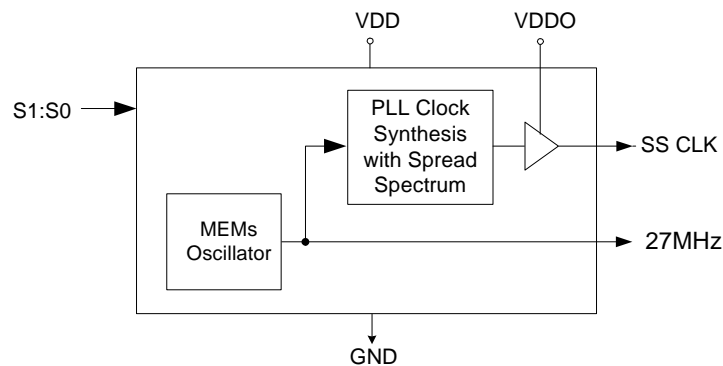 VDD
VDDO
S1:S0
PLL Clock
Synthesis
with Spread
Spectrum
SS CLK
MEMs
Oscillator
27MHz
GND